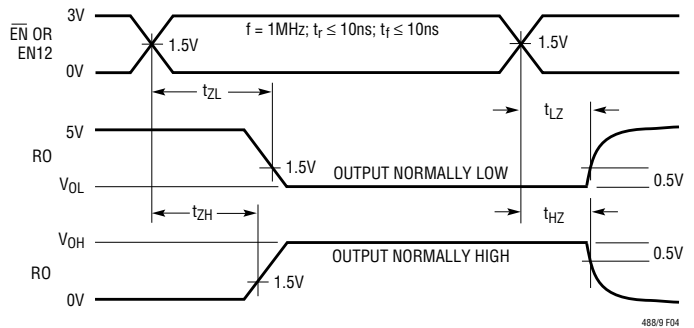 3V
EN OR
EN12
0V
f = 1MHz; tr ≤ 10ns; tf ≤ 10ns
1.5V
1.5V
tZL
tLZ
5V
RO
VOL
1.5V
OUTPUT NORMALLY LOW
0.5V
tZH
tHZ
VOH
RO
0V
OUTPUT NORMALLY HIGH
1.5V
0.5V
488/9 F04